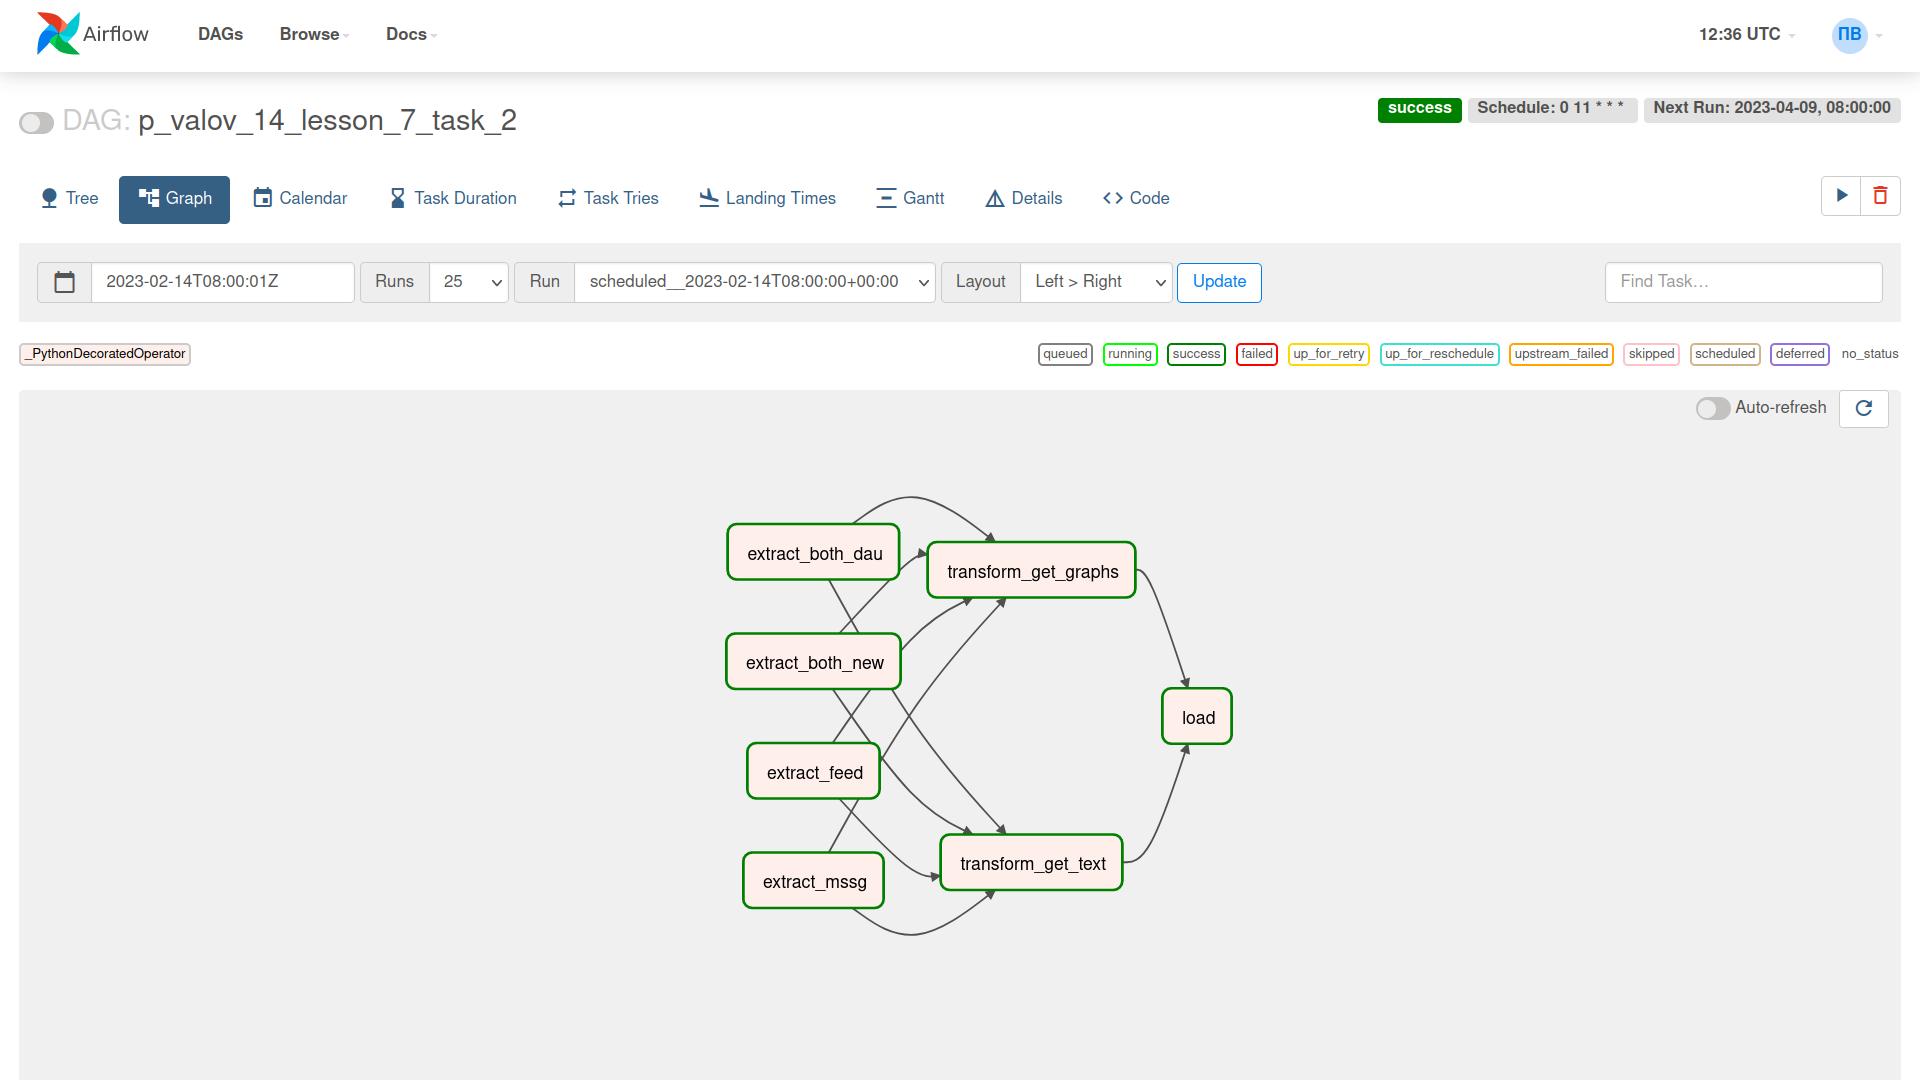 Airflow DAGs Browse Docs 12:36 UTC ПВ
DAG: p_valov_14_lesson_7_task_2 success Schedule: 0 11 * * * Next Run: 2023-04-09, 08:00:00
Tree Graph Calendar Task Duration Task Tries Landing Times Gantt Details Code
2023-02-14T08:00:01Z Runs 25 Run scheduled__2023-02-14T08:00:00+00:00 Layout Left > Right Update Find Task…
_PythonDecoratedOperator queued running success failed up_for_retry up_for_reschedule upstream_failed skipped scheduled deferred no_status
Auto-refresh
extract_both_dau
transform_get_graphs
extract_both_new
load
extract_feed
transform_get_text
extract_mssg